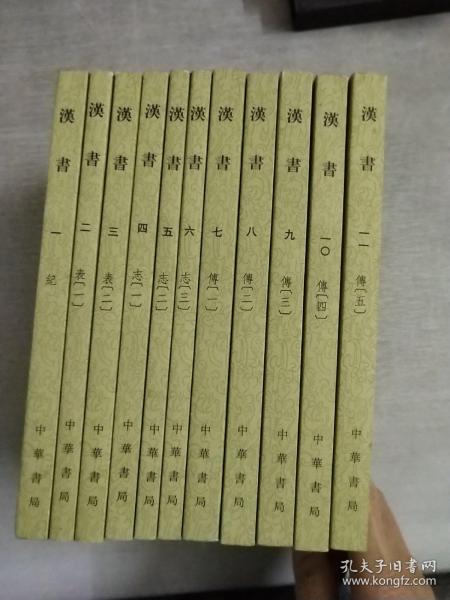 漢書 一 紀 中華書局
漢書 二 表〔一〕 中華書局
漢書 三 表〔二〕 中華書局
漢書 四 志〔一〕 中華書局
漢書 五 志〔二〕 中華書局
漢書 六 志〔三〕 中華書局
漢書 七 傳〔一〕 中華書局
漢書 八 傳〔二〕 中華書局
漢書 九 傳〔三〕 中華書局
漢書 一〇 傳〔四〕 中華書局
漢書 一一 傳〔五〕 中華書局
孔夫子旧书网
www.kongfz.com